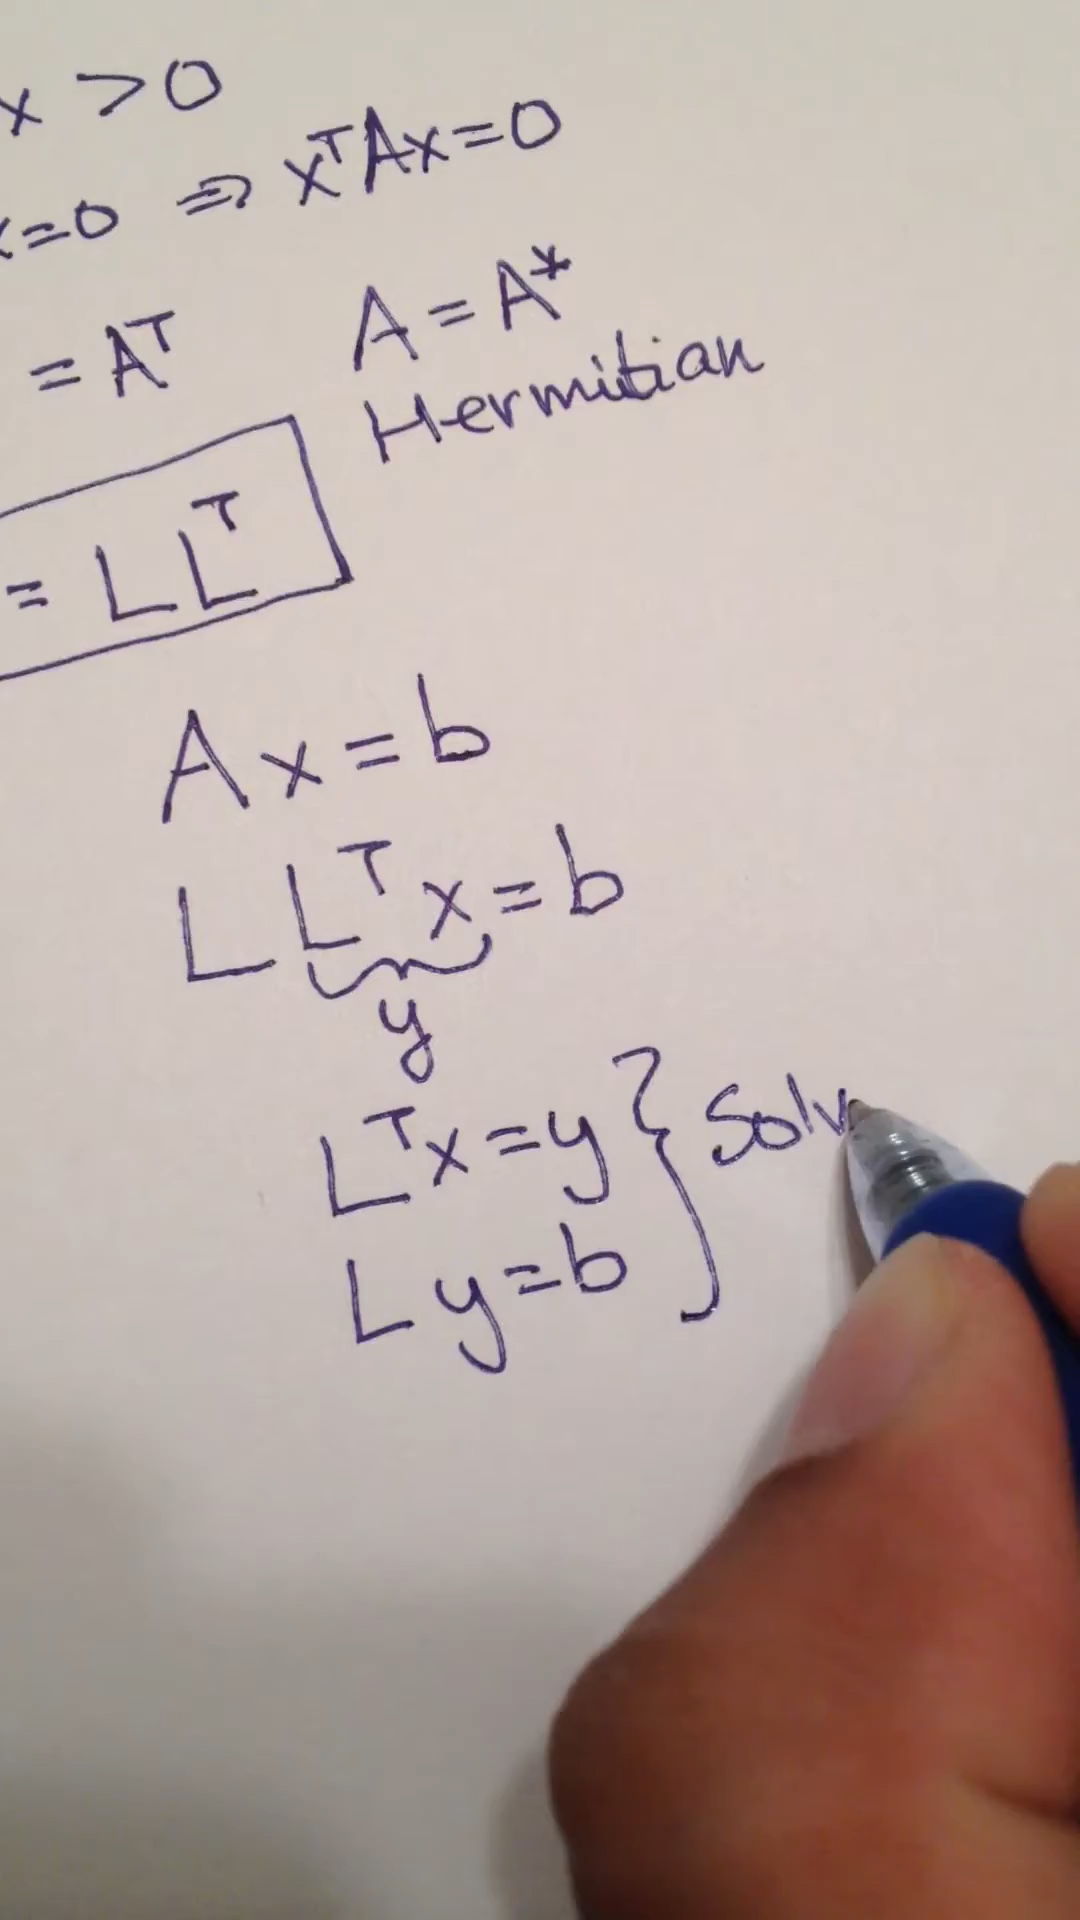 x > 0
x = 0 ⇒ xᵀAx = 0
= Aᵀ A = A*
Hermitian
= LLᵀ
Ax = b
LLᵀx = b
y
Lᵀx = y } Solv
Ly = b